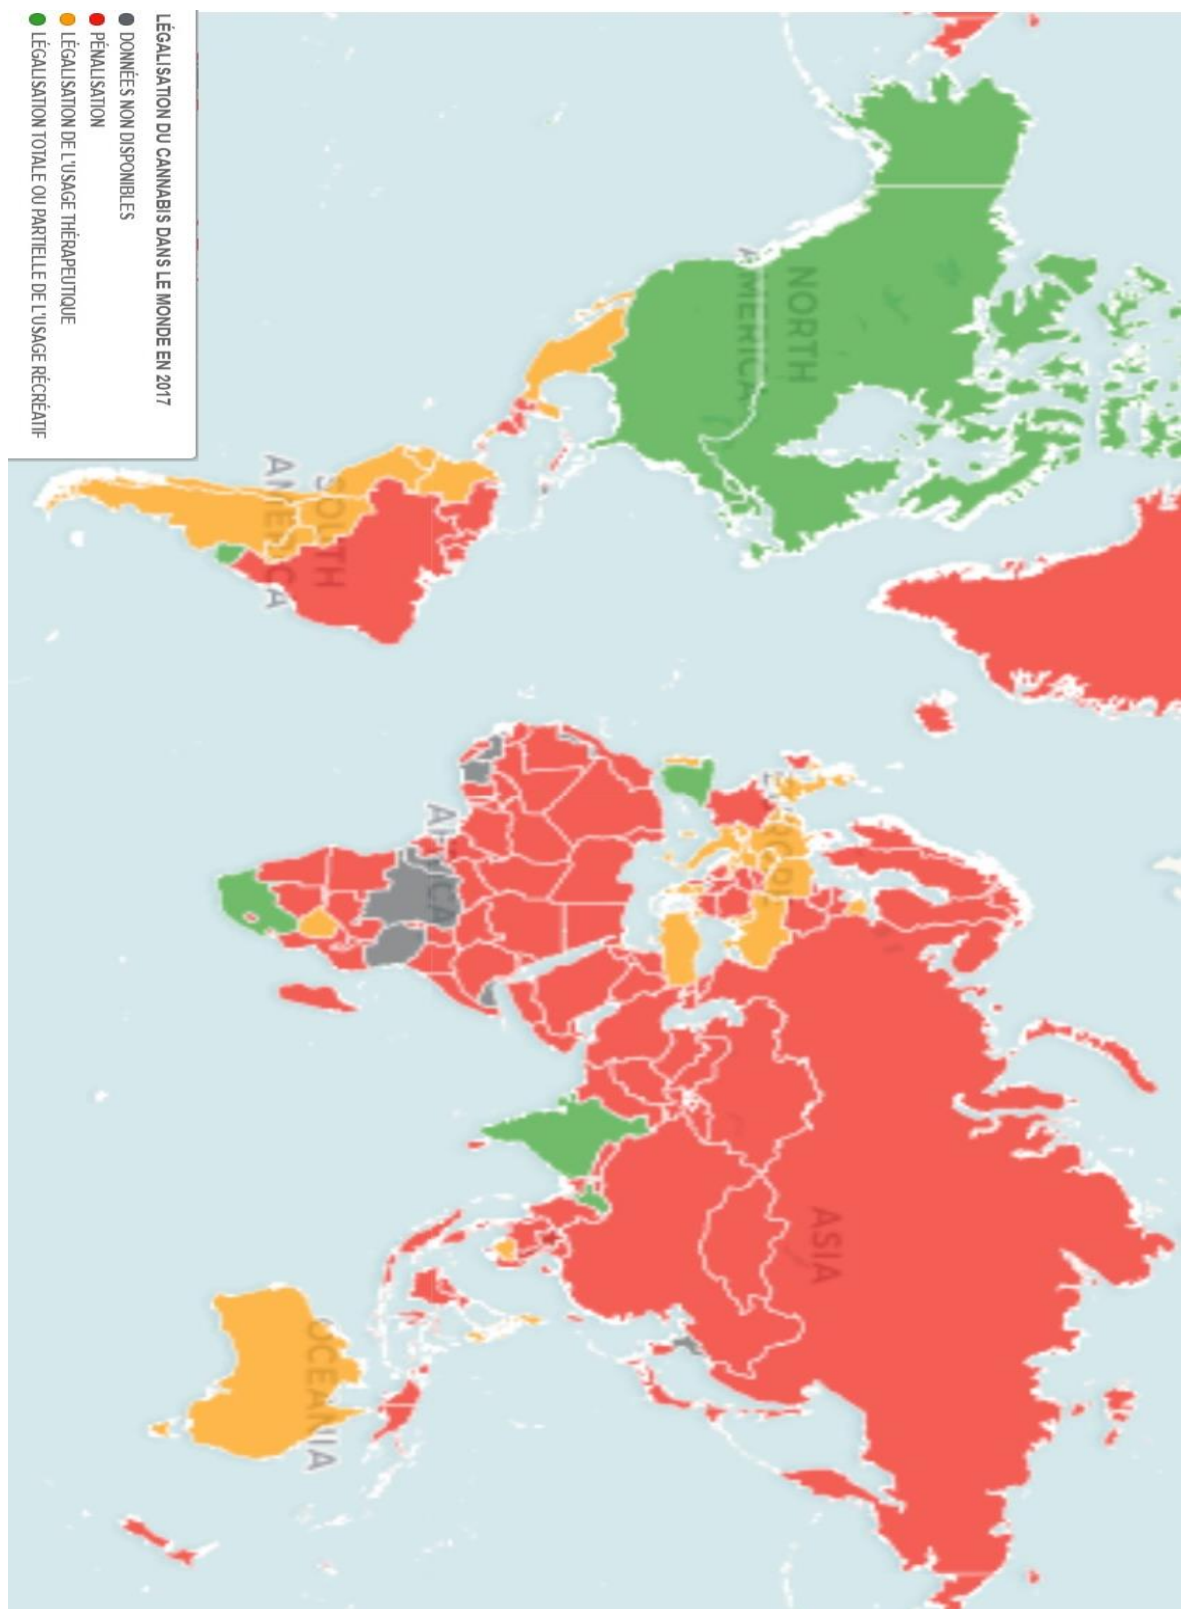 LÉGALISATION DU CANNABIS DANS LE MONDE EN 2017
DONNÉES NON DISPONIBLES
PÉNALISATION
LÉGALISATION DE L'USAGE THÉRAPEUTIQUE
LÉGALISATION TOTALE OU PARTIELLE DE L'USAGE RÉCRÉATIF
NORTH
AMERICA
SOUTH
AMERICA
EUROPE
AFRICA
ASIA
OCEANIA